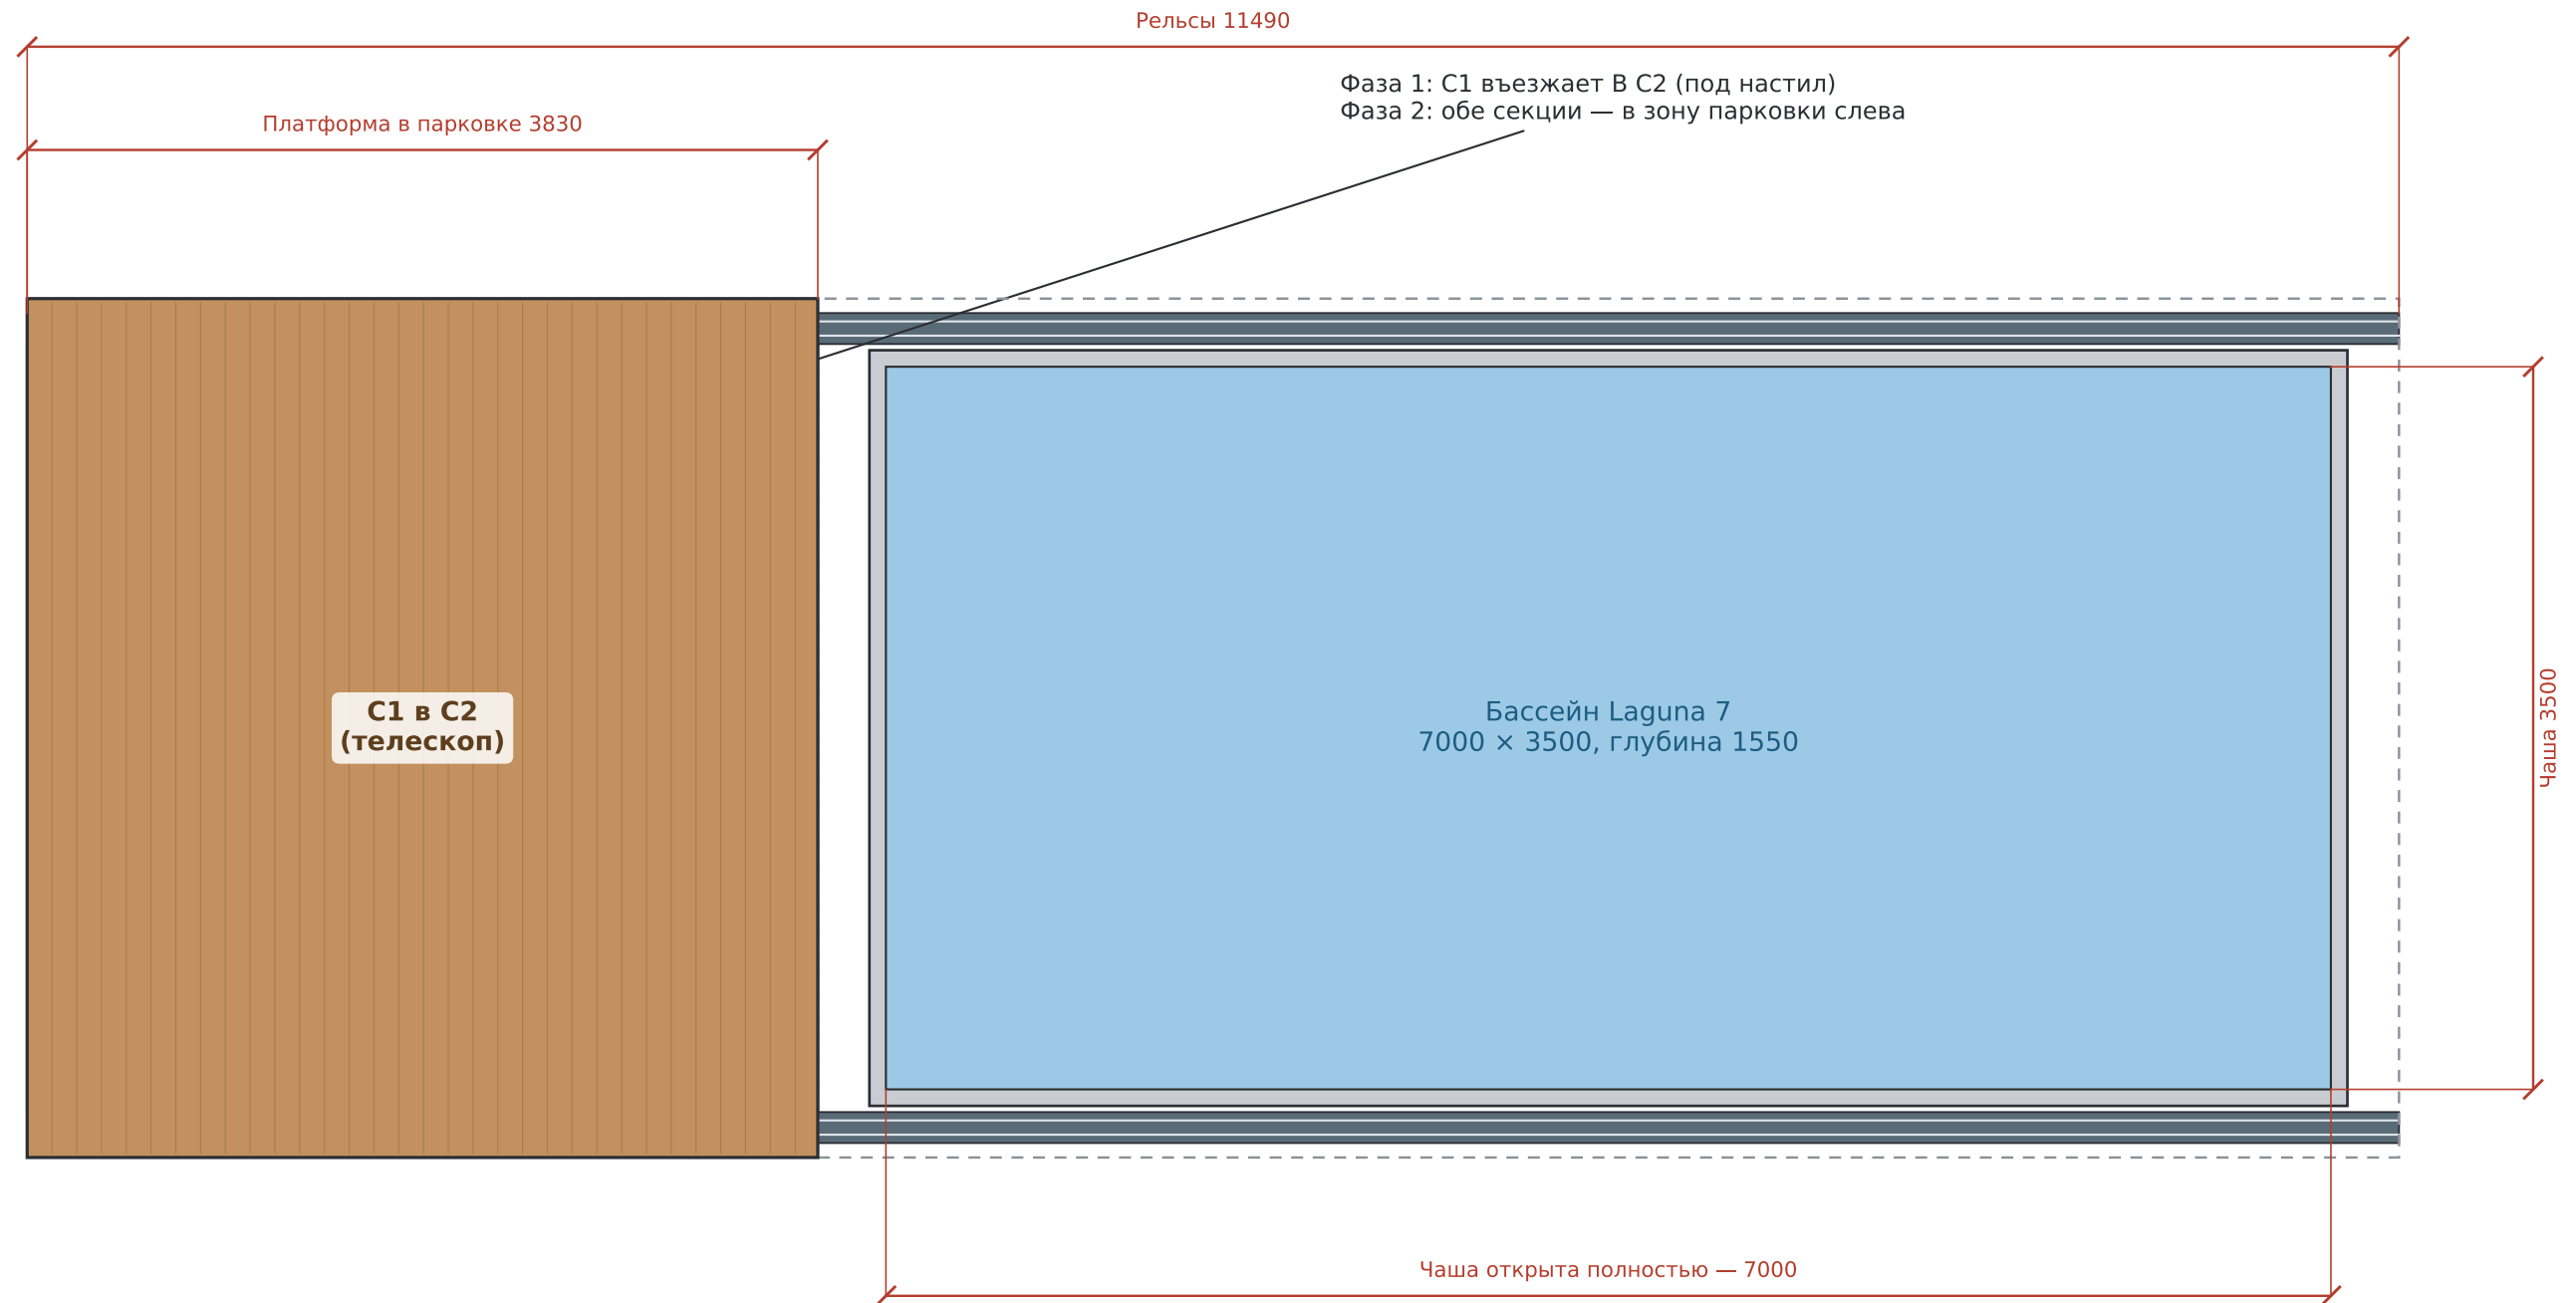 Рельсы 11490
Фаза 1: С1 въезжает В С2 (под настил)
Фаза 2: обе секции — в зону парковки слева
Платформа в парковке 3830
С1 в С2
(телескоп)
Бассейн Laguna 7
7000 × 3500, глубина 1550
Чаша 3500
Чаша открыта полностью — 7000